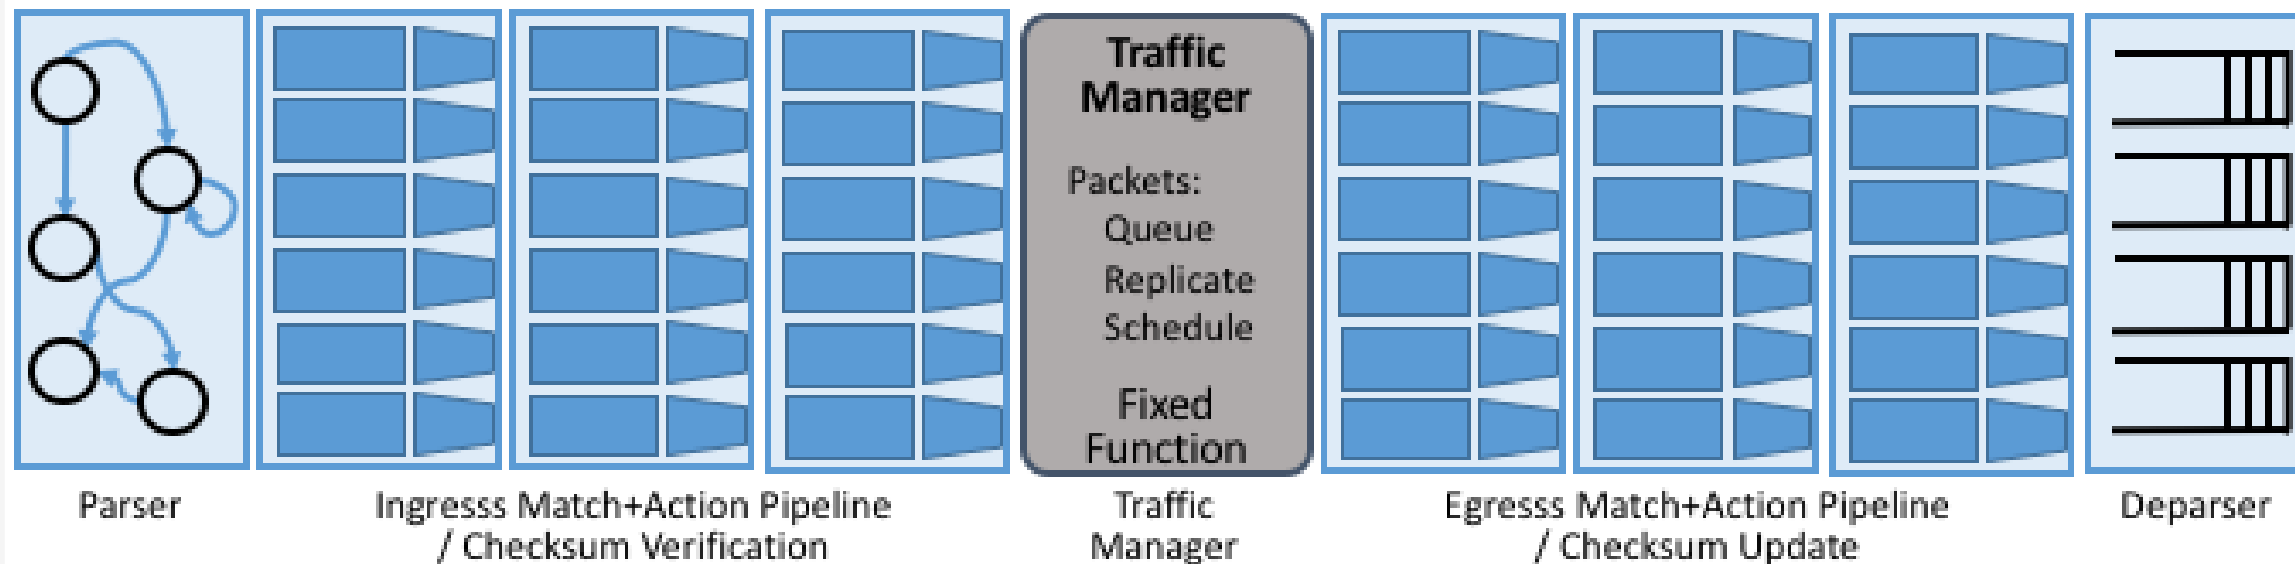 Traffic
Manager
Packets:
Queue
Replicate
Schedule
Fixed
Function
Parser
Ingresss Match+Action Pipeline
/ Checksum Verification
Traffic
Manager
Egresss Match+Action Pipeline
/ Checksum Update
Deparser